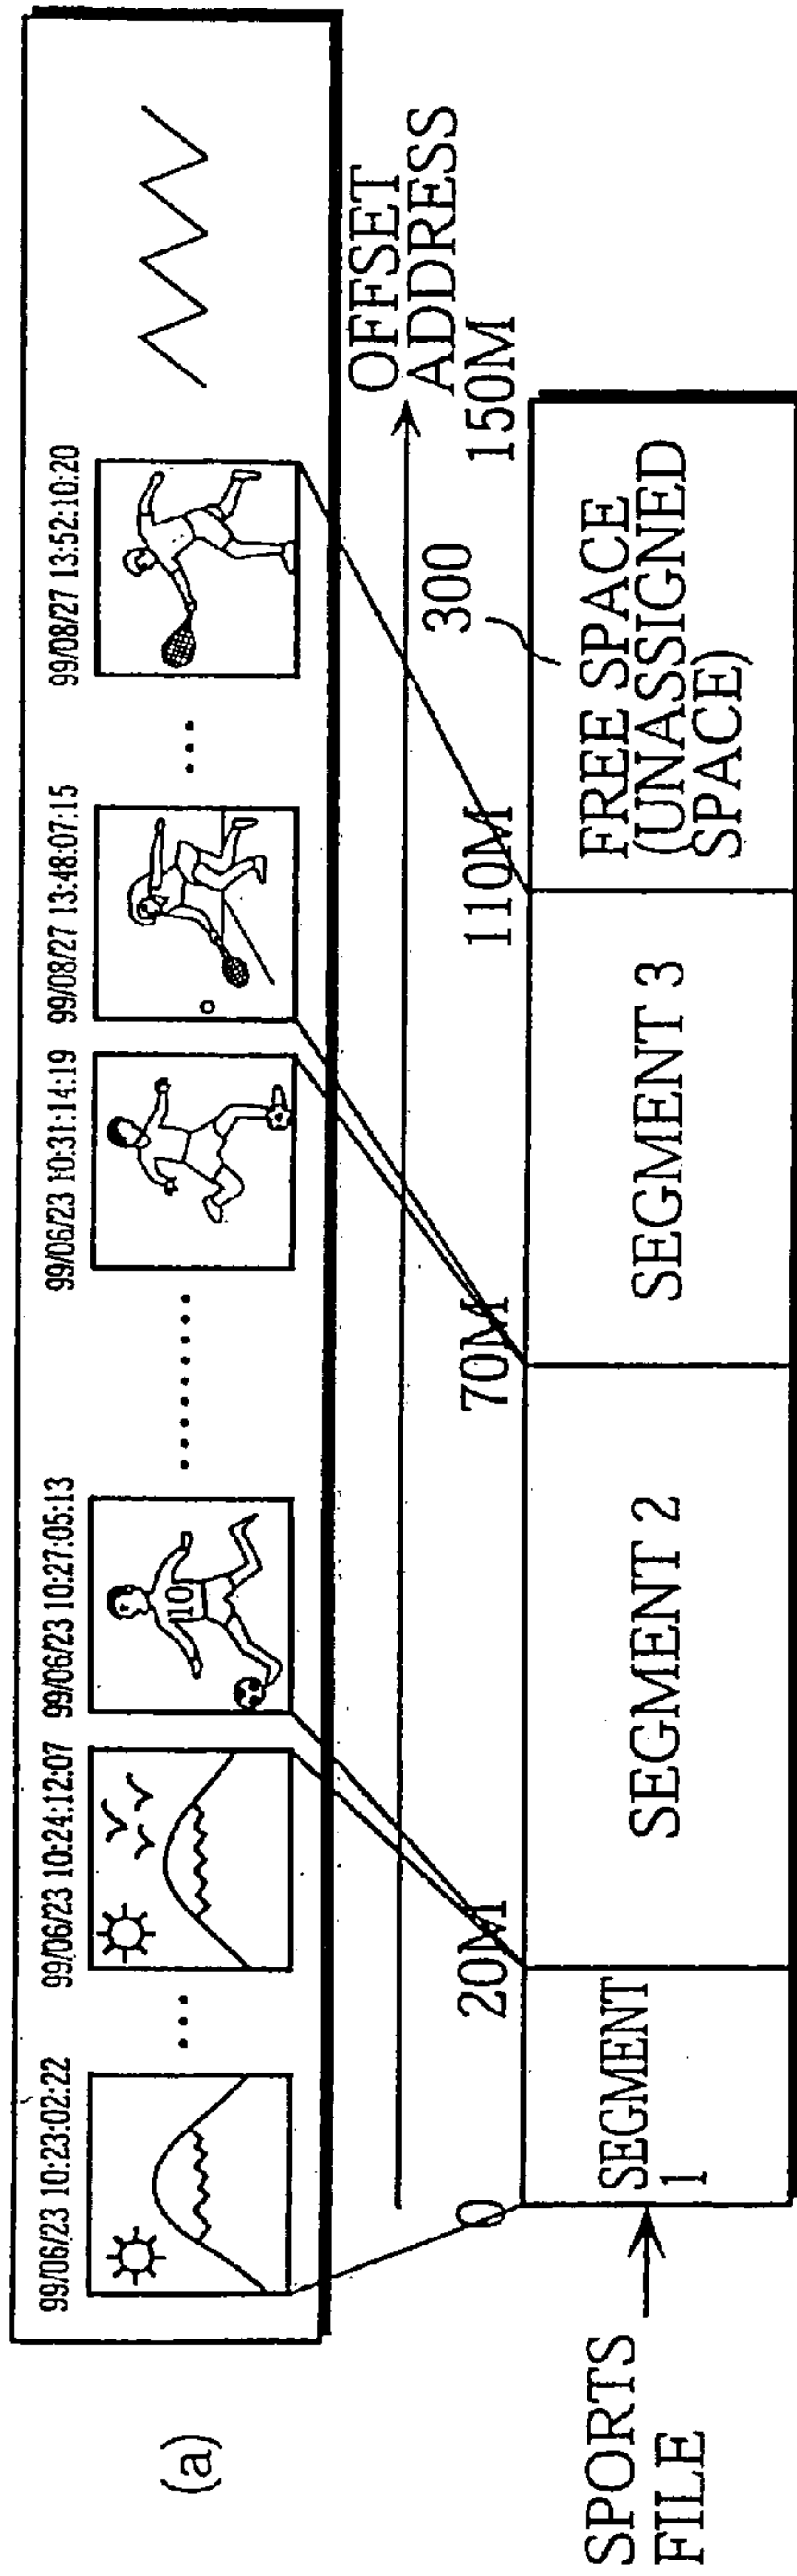 (a)
99/06/23 10:23:02:22
99/06/23 10:24:12:07
99/06/23 10:27:05:13
99/06/23 10:31:14:19
99/08/27 13:48:07:15
99/08/27 13:52:10:20
10
OFFSET
ADDRESS
0
20M
70M
110M
150M
300
SPORTS
FILE
SEGMENT
1
SEGMENT 2
SEGMENT 3
FREE SPACE
(UNASSIGNED
SPACE)